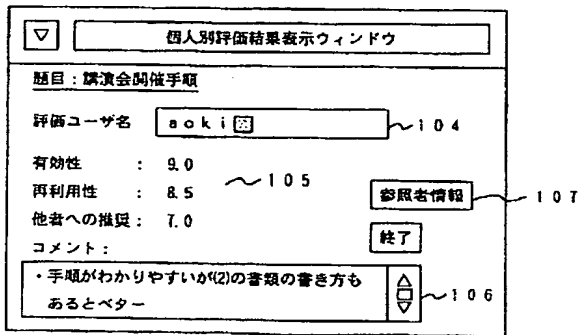 ▽ 個人別評価結果表示ウィンドウ
題目：講演会開催手順
評価ユーザ名 aoki 104
有効性 ： 9.0
再利用性 ： 8.5 105
他者への推奨： 7.0
参照者情報 107
コメント： 終了
・手順がわかりやすいが(2)の書類の書き方も
あるとベター 106